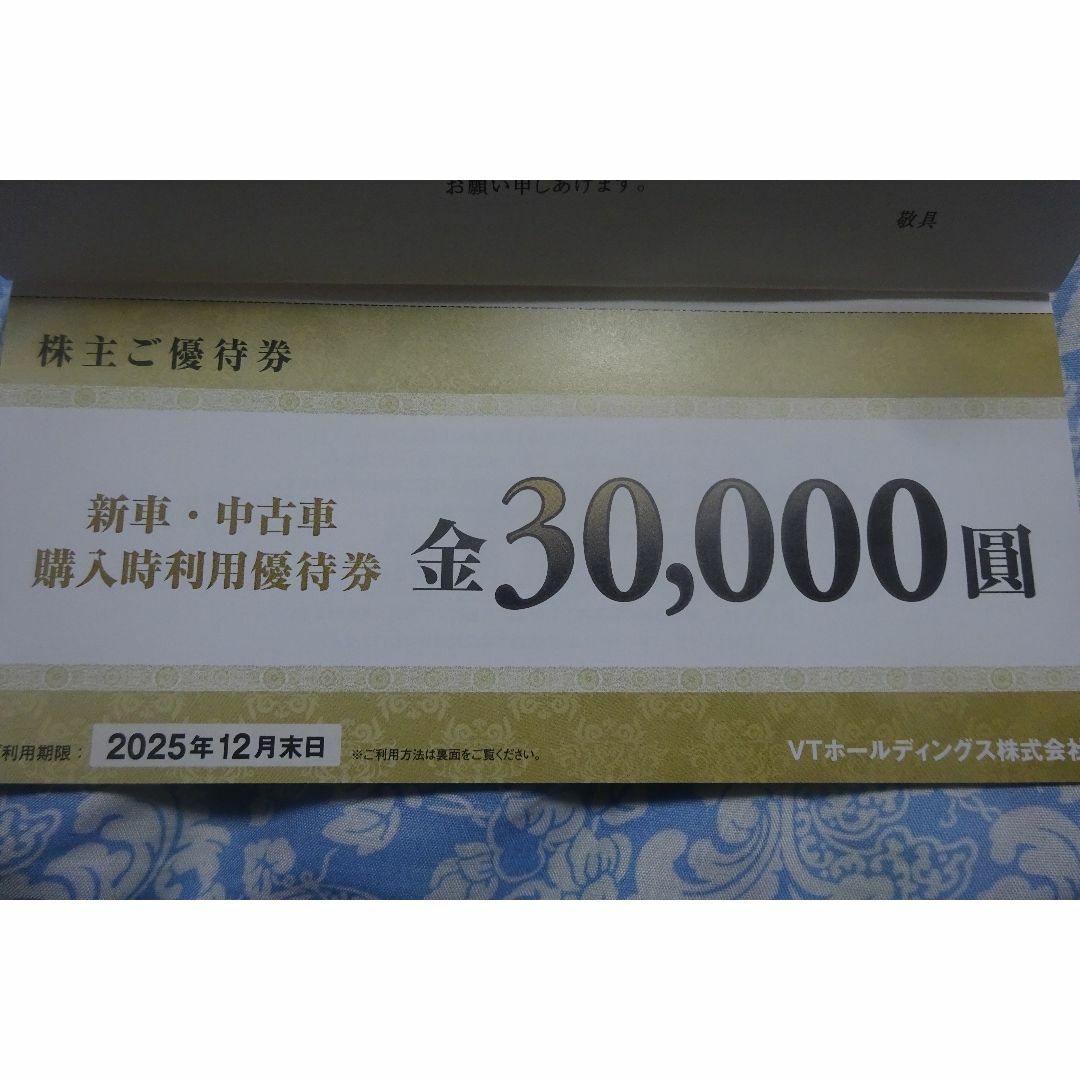 お願い申しあげます。
敬具
株主ご優待券
新車・中古車
購入時利用優待券
金30,000圓
利用期限： 2025年12月末日 ※ご利用方法は裏面をご覧ください。 VTホールディングス株式会社